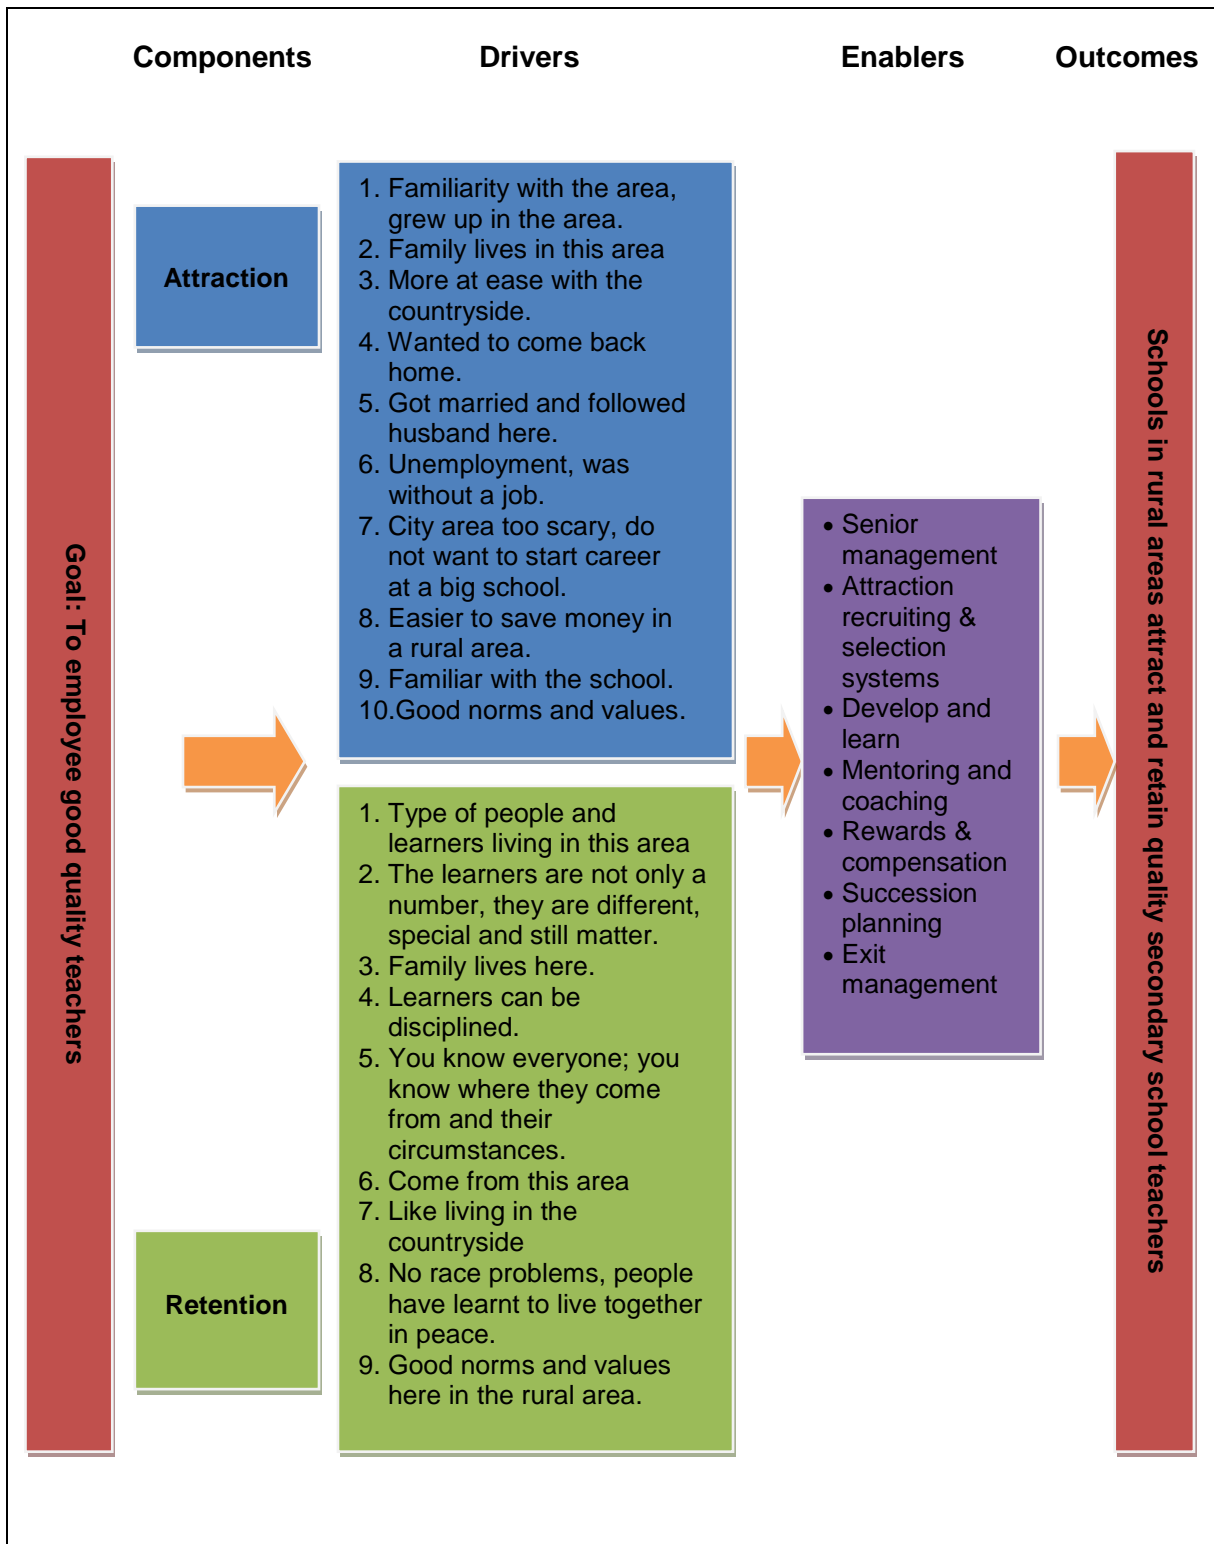 Components Drivers Enablers Outcomes
Goal: To employee good quality teachers
Attraction
1. Familiarity with the area,
grew up in the area.
2. Family lives in this area
3. More at ease with the
countryside.
4. Wanted to come back
home.
5. Got married and followed
husband here.
6. Unemployment, was
without a job.
7. City area too scary, do
not want to start career
at a big school.
8. Easier to save money in
a rural area.
9. Familiar with the school.
10.Good norms and values.
Retention
1. Type of people and
learners living in this area
2. The learners are not only a
number, they are different,
special and still matter.
3. Family lives here.
4. Learners can be
disciplined.
5. You know everyone; you
know where they come
from and their
circumstances.
6. Come from this area
7. Like living in the
countryside
8. No race problems, people
have learnt to live together
in peace.
9. Good norms and values
here in the rural area.
• Senior
management
• Attraction
recruiting &
selection
systems
• Develop and
learn
• Mentoring and
coaching
• Rewards &
compensation
• Succession
planning
• Exit
management
Schools in rural areas attract and retain quality secondary school teachers